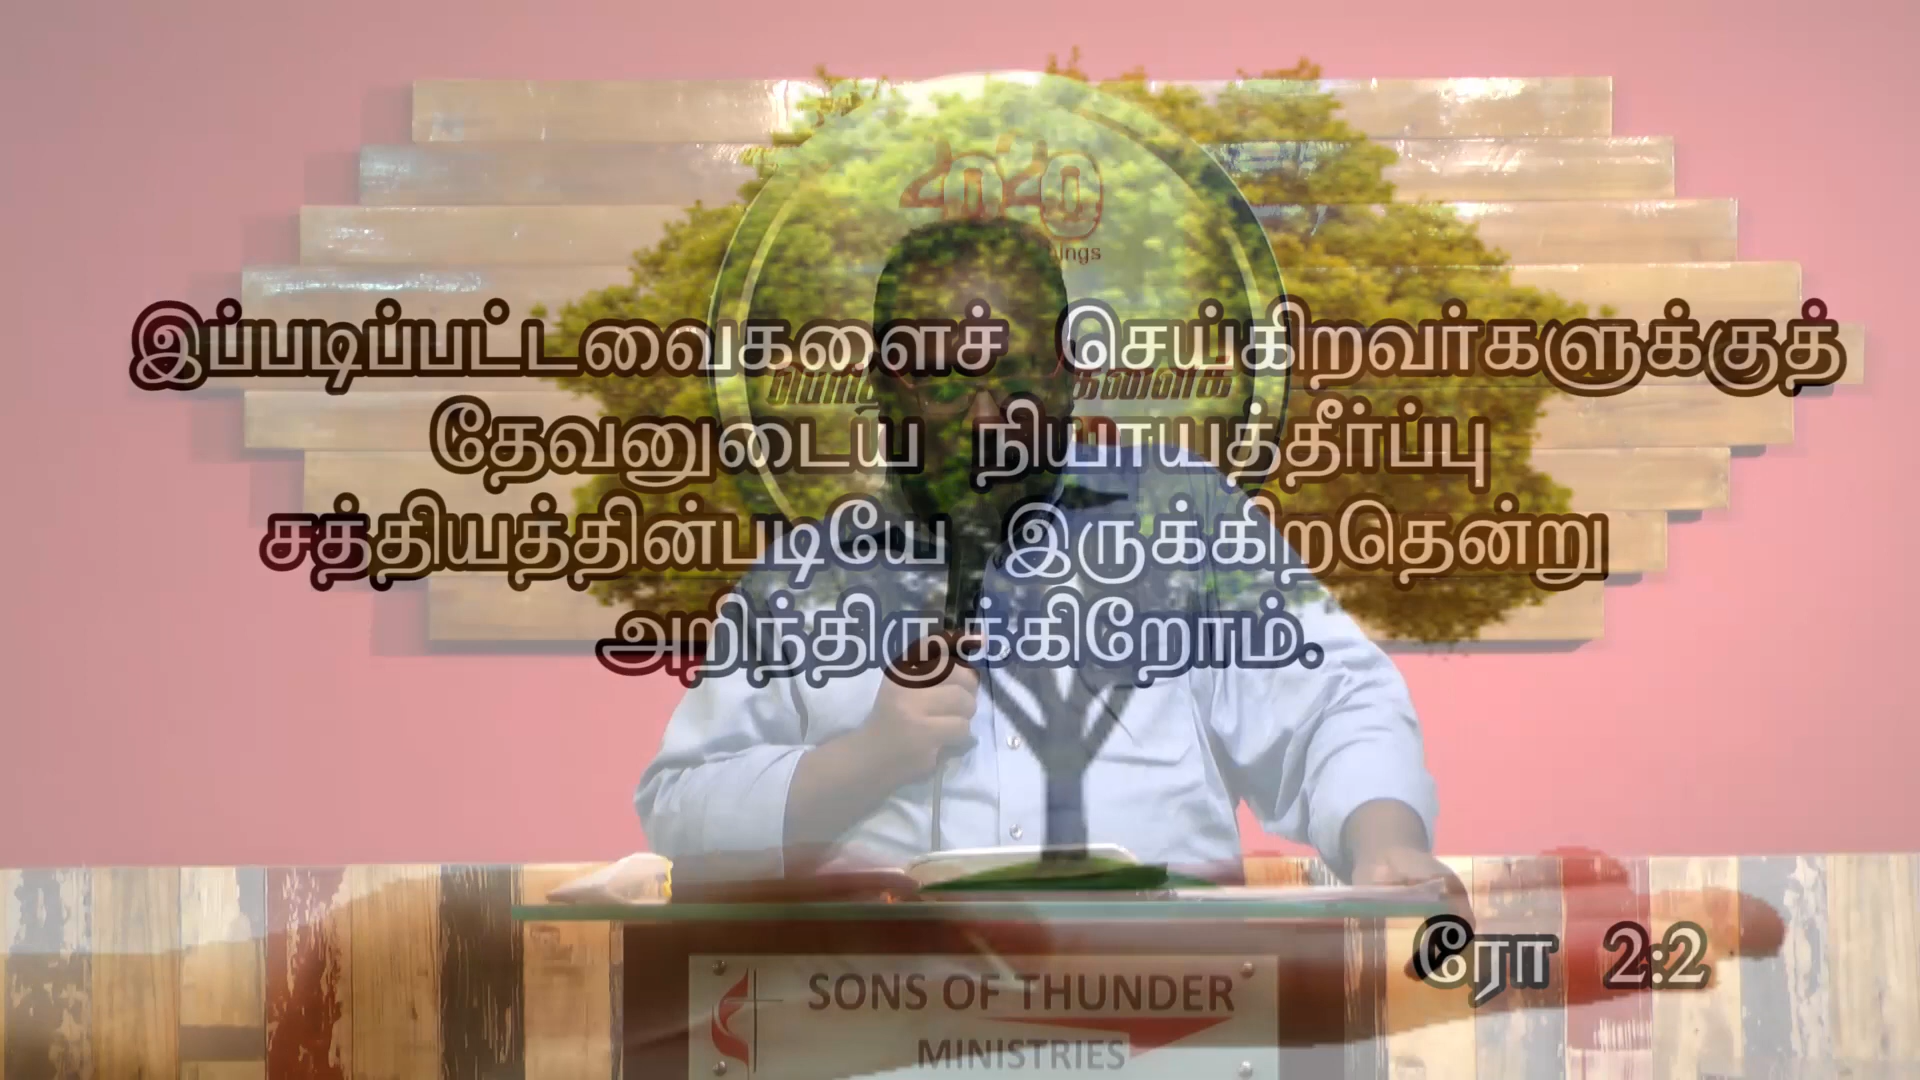 2020
இப்படிப்பட்டவைகளைச் செய்கிறவர்களுக்குத்
தேவனுடைய நியாயத்தீர்ப்பு
சத்தியத்தின்படியே இருக்கிறதென்று
அறிந்திருக்கிறோம்.
ரோ 2:2
SONS OF THUNDER
MINISTRIES